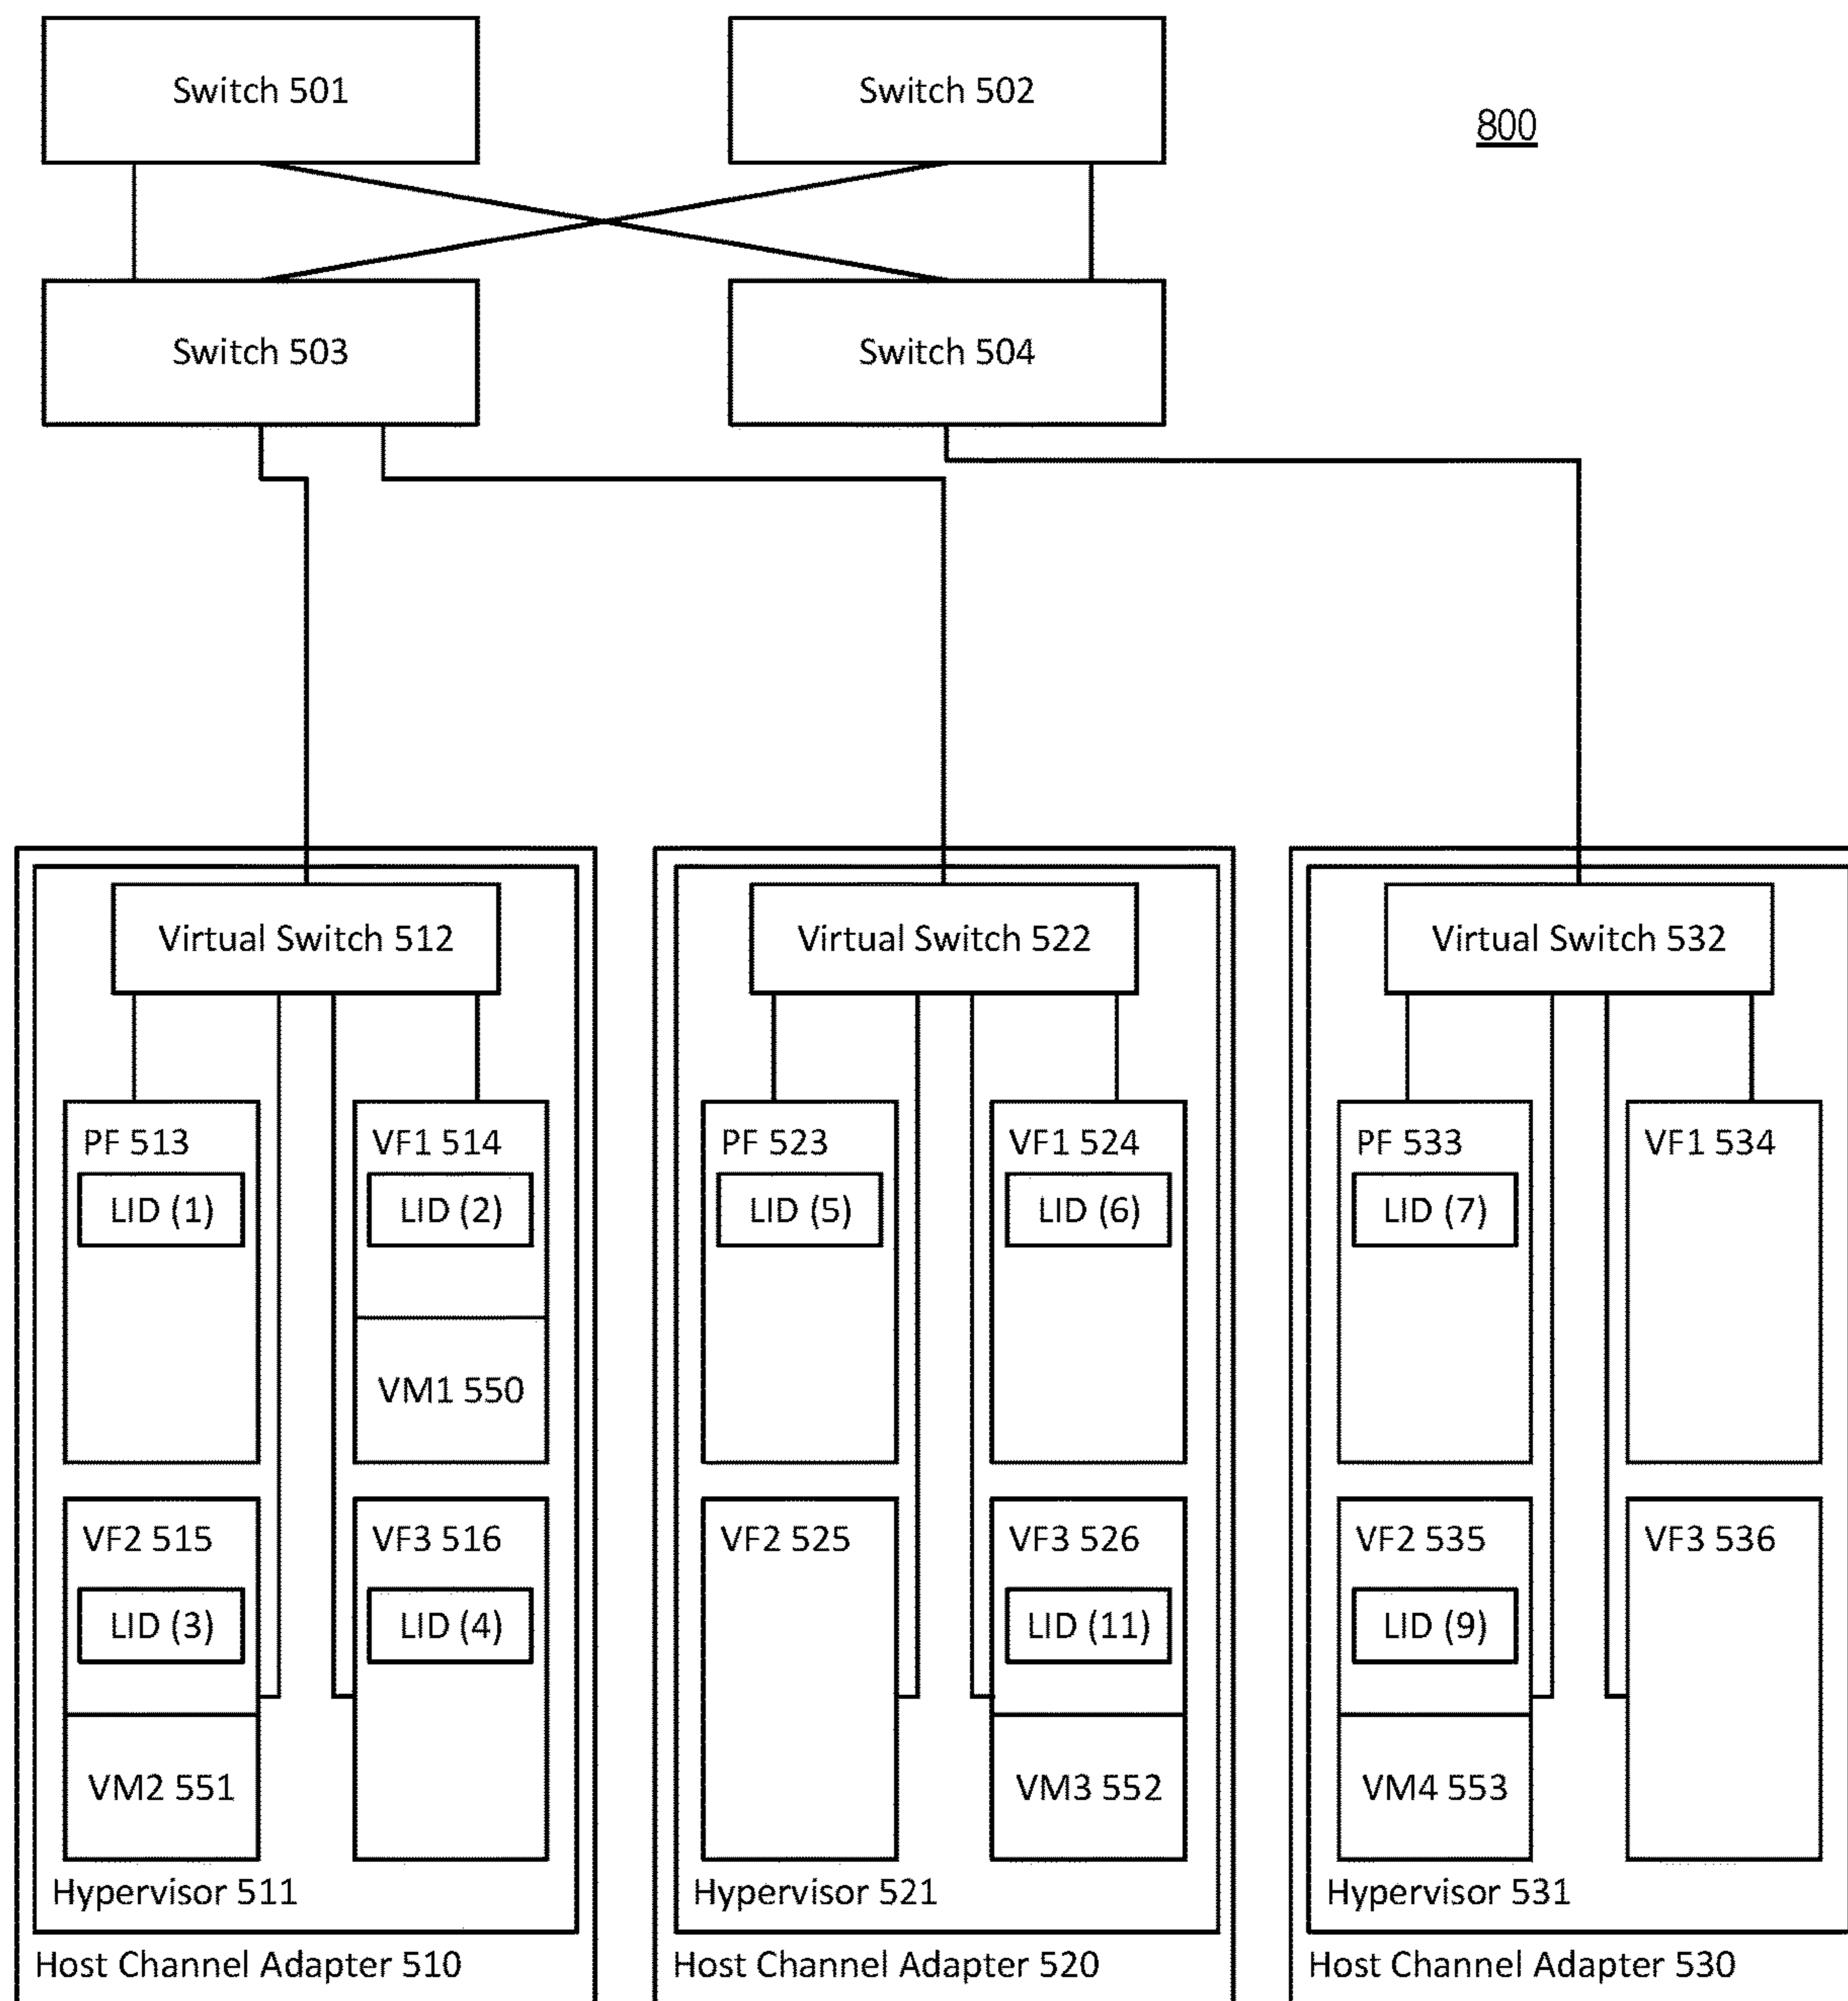 Switch 501
Switch 502
800
Switch 503
Switch 504
Virtual Switch 512
Virtual Switch 522
Virtual Switch 532
PF 513
LID (1)
VF1 514
LID (2)
VM1 550
PF 523
LID (5)
VF1 524
LID (6)
PF 533
LID (7)
VF1 534
VF2 515
LID (3)
VM2 551
VF3 516
LID (4)
VF2 525
VF3 526
LID (11)
VM3 552
VF2 535
LID (9)
VM4 553
VF3 536
Hypervisor 511
Hypervisor 521
Hypervisor 531
Host Channel Adapter 510
Host Channel Adapter 520
Host Channel Adapter 530